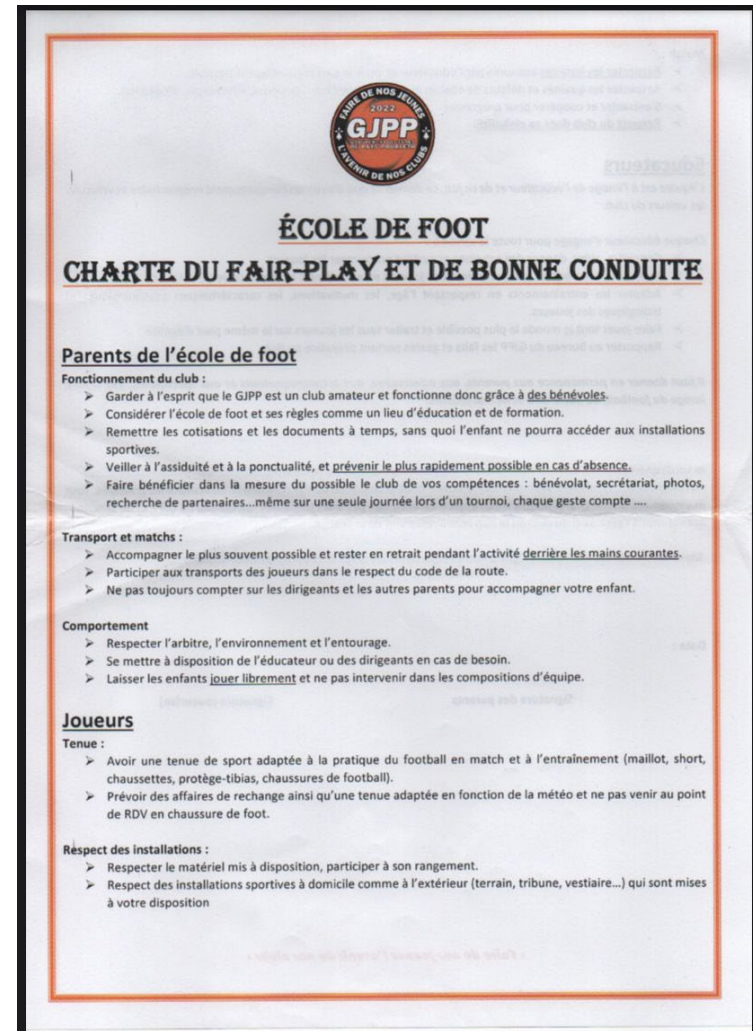 FAIRE DE NOS JEUNES
2022
GJPP
L'AVENIR DE NOS CLUBS
ÉCOLE DE FOOT
CHARTE DU FAIR-PLAY ET DE BONNE CONDUITE
Parents de l'école de foot
Fonctionnement du club :
➢ Garder à l'esprit que le GJPP est un club amateur et fonctionne donc grâce à des bénévoles.
➢ Considérer l'école de foot et ses règles comme un lieu d'éducation et de formation.
➢ Remettre les cotisations et les documents à temps, sans quoi l'enfant ne pourra accéder aux installations
sportives.
➢ Veiller à l'assiduité et à la ponctualité, et prévenir le plus rapidement possible en cas d'absence.
➢ Faire bénéficier dans la mesure du possible le club de vos compétences : bénévolat, secrétariat, photos,
recherche de partenaires...même sur une seule journée lors d'un tournoi, chaque geste compte ....
Transport et matchs :
➢ Accompagner le plus souvent possible et rester en retrait pendant l'activité derrière les mains courantes.
➢ Participer aux transports des joueurs dans le respect du code de la route.
➢ Ne pas toujours compter sur les dirigeants et les autres parents pour accompagner votre enfant.
Comportement
➢ Respecter l'arbitre, l'environnement et l'entourage.
➢ Se mettre à disposition de l'éducateur ou des dirigeants en cas de besoin.
➢ Laisser les enfants jouer librement et ne pas intervenir dans les compositions d'équipe.
Joueurs
Tenue :
➢ Avoir une tenue de sport adaptée à la pratique du football en match et à l'entraînement (maillot, short,
chaussettes, protège-tibias, chaussures de football).
➢ Prévoir des affaires de rechange ainsi qu'une tenue adaptée en fonction de la météo et ne pas venir au point
de RDV en chaussure de foot.
Respect des installations :
➢ Respecter le matériel mis à disposition, participer à son rangement.
➢ Respect des installations sportives à domicile comme à l'extérieur (terrain, tribune, vestiaire...) qui sont mises
à votre disposition